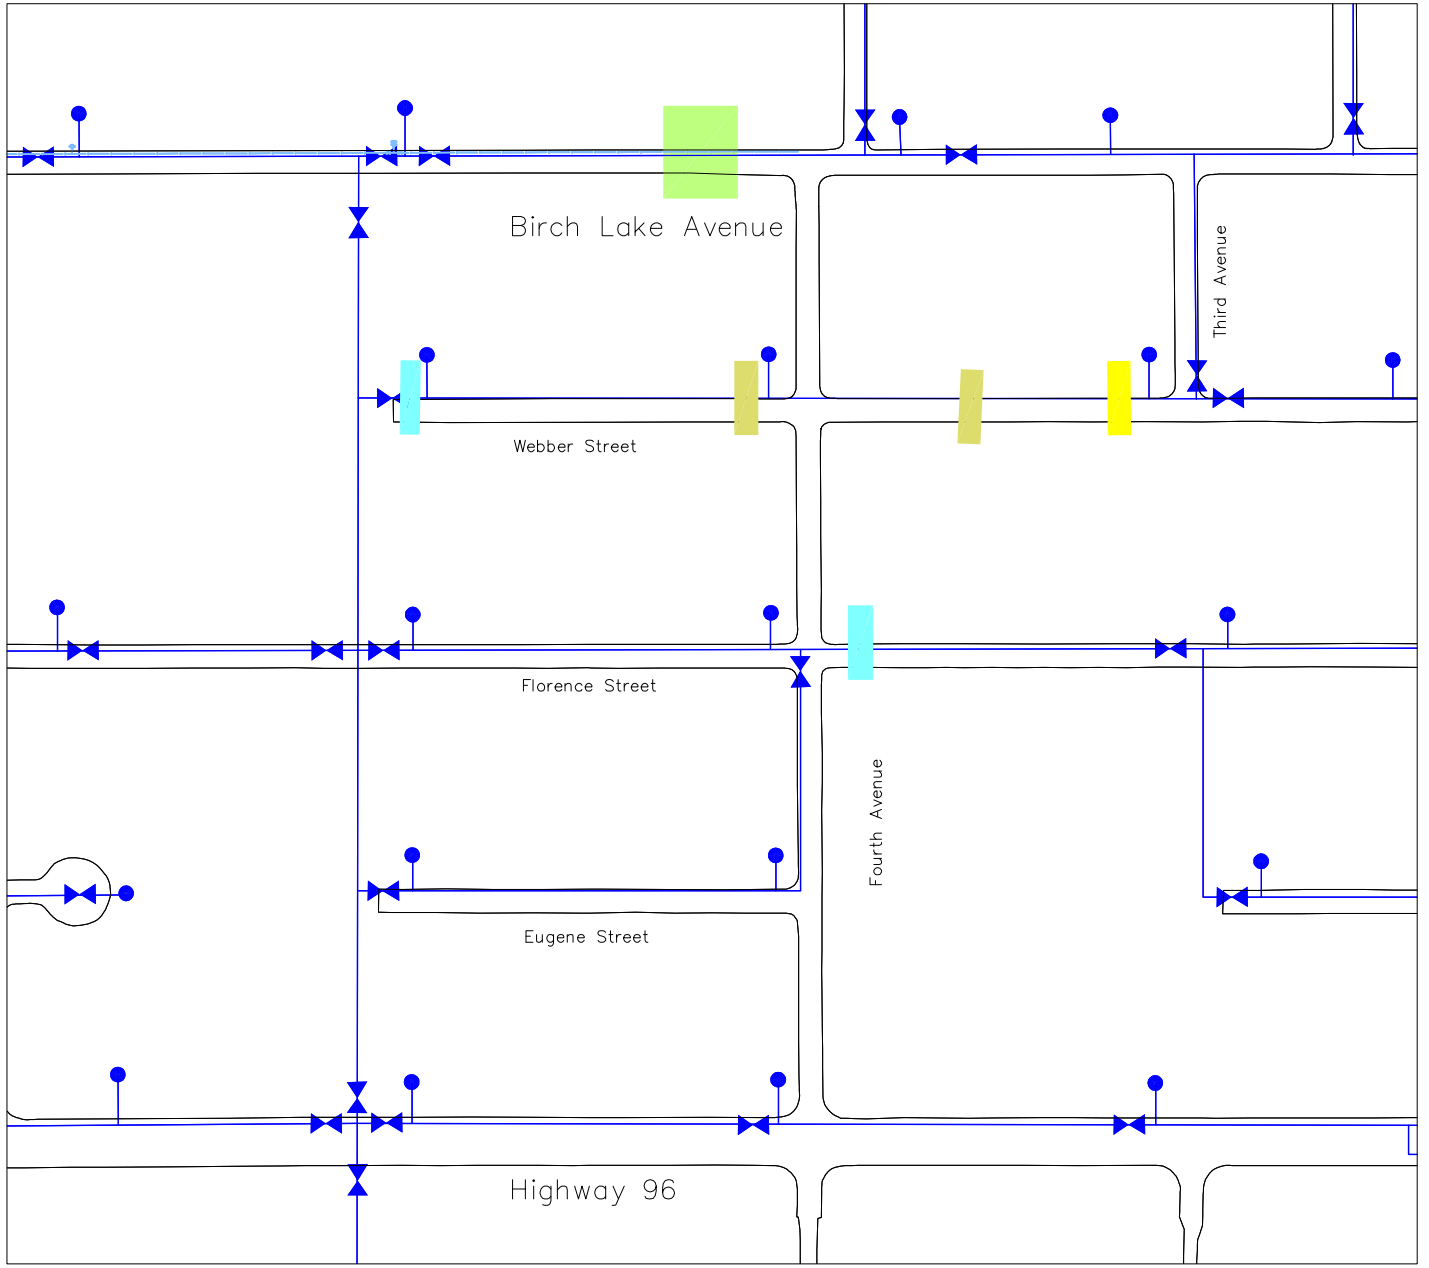 Birch Lake Avenue
Third Avenue
Webber Street
Florence Street
Fourth Avenue
Eugene Street
Highway 96